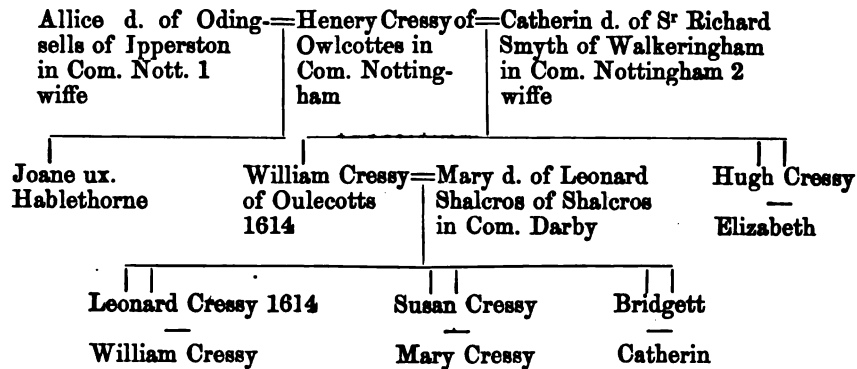 Allice d. of Oding-=Henery Cressy of=Catherin d. of Sʳ Richard
sells of Ipperston Owlcottes in Smyth of Walkeringham
in Com. Nott. 1 Com. Notting- in Com. Nottingham 2
wiffe ham wiffe
Joane ux. William Cressy=Mary d. of Leonard Hugh Cressy
Hablethorne of Oulecotts Shalcros of Shalcros —
1614 in Com. Darby Elizabeth
Leonard Cressy 1614 Susan Cressy Bridgett
— — —
William Cressy Mary Cressy Catherin